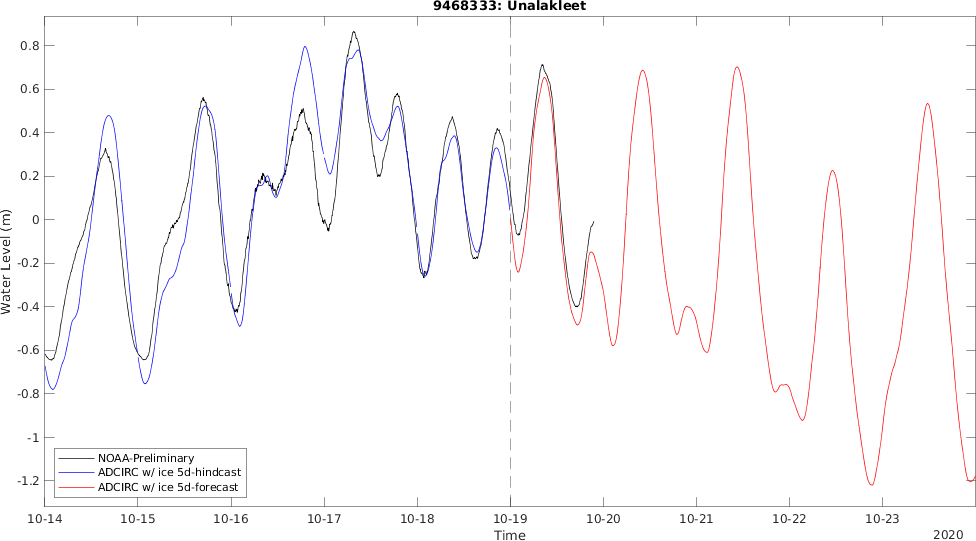 9468333: Unalakleet
Water Level (m)
0.8
0.6
0.4
0.2
0
-0.2
-0.4
-0.6
-0.8
-1
-1.2
NOAA-Preliminary
ADCIRC w/ ice 5d-hindcast
ADCIRC w/ ice 5d-forecast
10-14 10-15 10-16 10-17 10-18 10-19 10-20 10-21 10-22 10-23
Time
2020